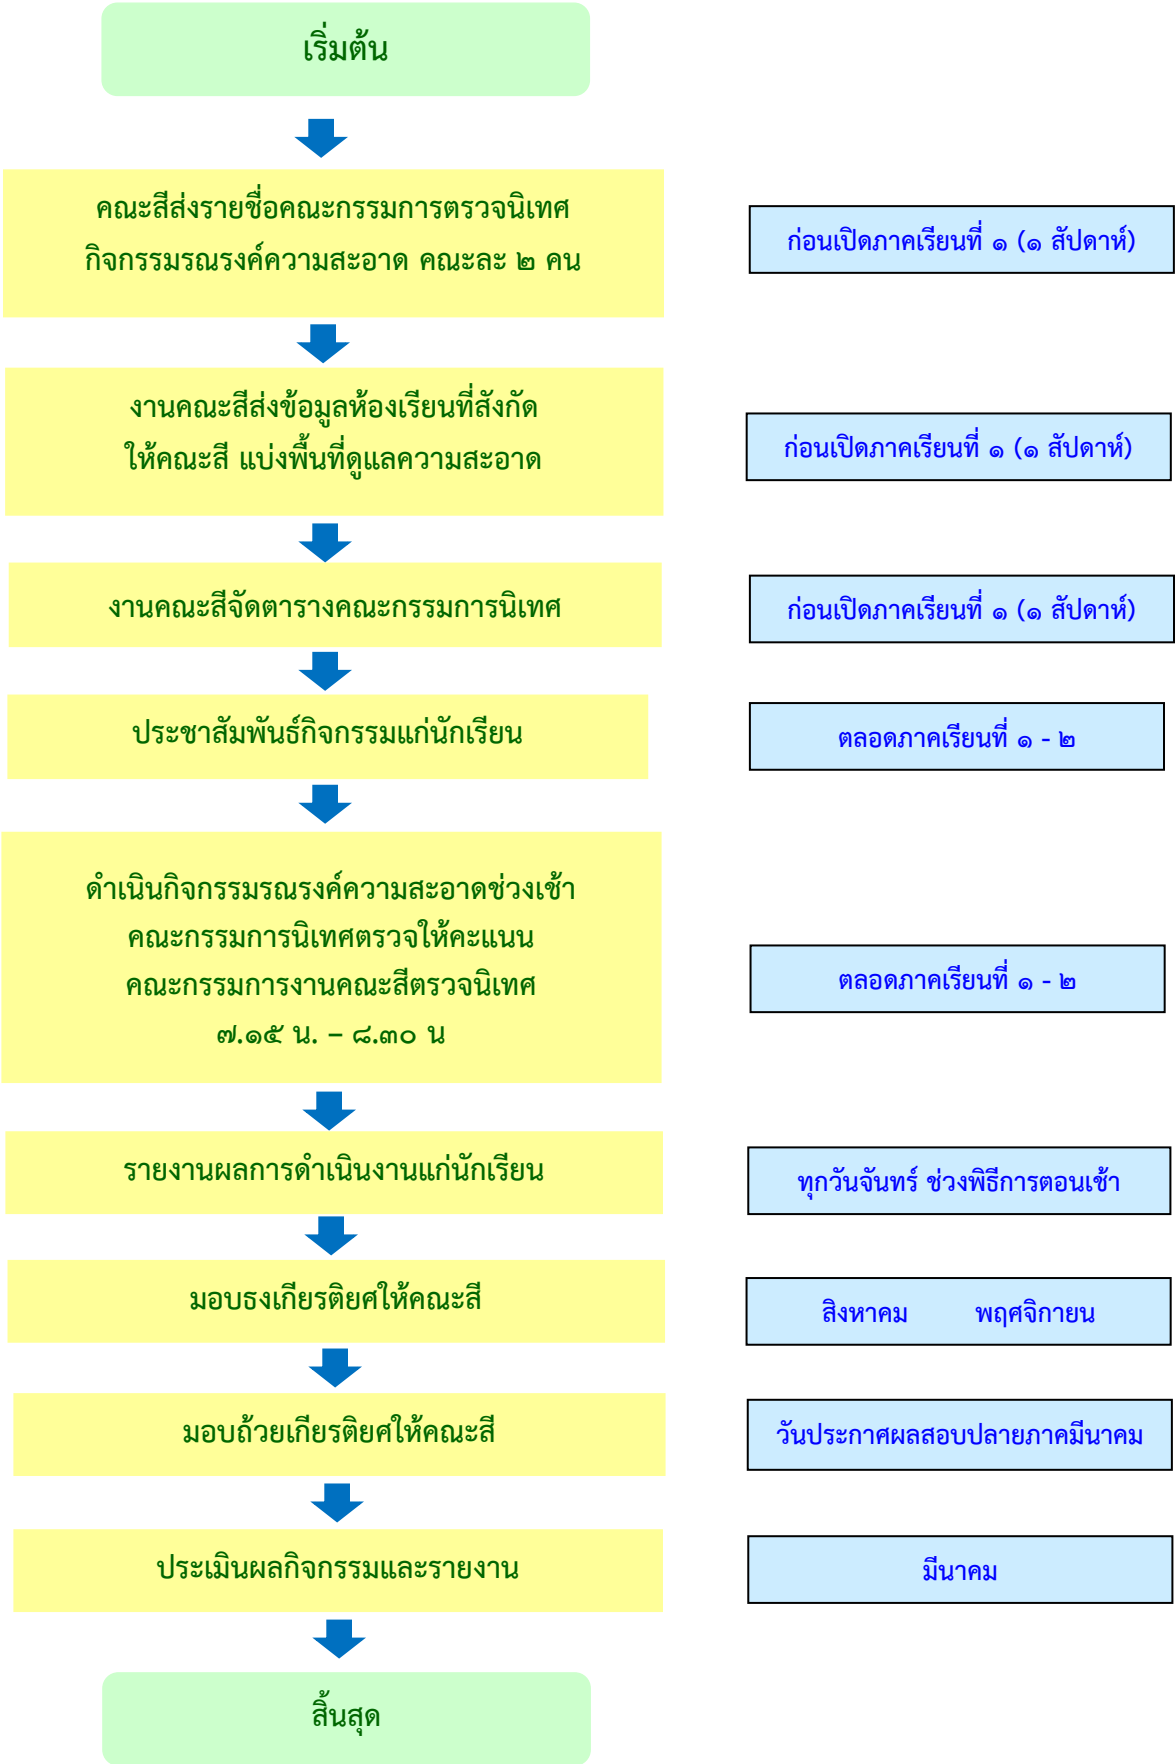 เริ่มต้น
คณะสีส่งรายชื่อคณะกรรมการตรวจนิเทศ
กิจกรรมรณรงค์ความสะอาด คณะละ ๒ คน
ก่อนเปิดภาคเรียนที่ ๑ (๑ สัปดาห์)
งานคณะสีส่งข้อมูลห้องเรียนที่สังกัด
ให้คณะสี แบ่งพื้นที่ดูแลความสะอาด
ก่อนเปิดภาคเรียนที่ ๑ (๑ สัปดาห์)
งานคณะสีจัดตารางคณะกรรมการนิเทศ
ก่อนเปิดภาคเรียนที่ ๑ (๑ สัปดาห์)
ประชาสัมพันธ์กิจกรรมแก่นักเรียน
ตลอดภาคเรียนที่ ๑ - ๒
ดำเนินกิจกรรมรณรงค์ความสะอาดช่วงเช้า
คณะกรรมการนิเทศตรวจให้คะแนน
คณะกรรมการงานคณะสีตรวจนิเทศ
๗.๑๕ น. – ๘.๓๐ น
ตลอดภาคเรียนที่ ๑ - ๒
รายงานผลการดำเนินงานแก่นักเรียน
ทุกวันจันทร์ ช่วงพิธีการตอนเช้า
มอบธงเกียรติยศให้คณะสี
สิงหาคม พฤศจิกายน
มอบถ้วยเกียรติยศให้คณะสี
วันประกาศผลสอบปลายภาคมีนาคม
ประเมินผลกิจกรรมและรายงาน
มีนาคม
สิ้นสุด